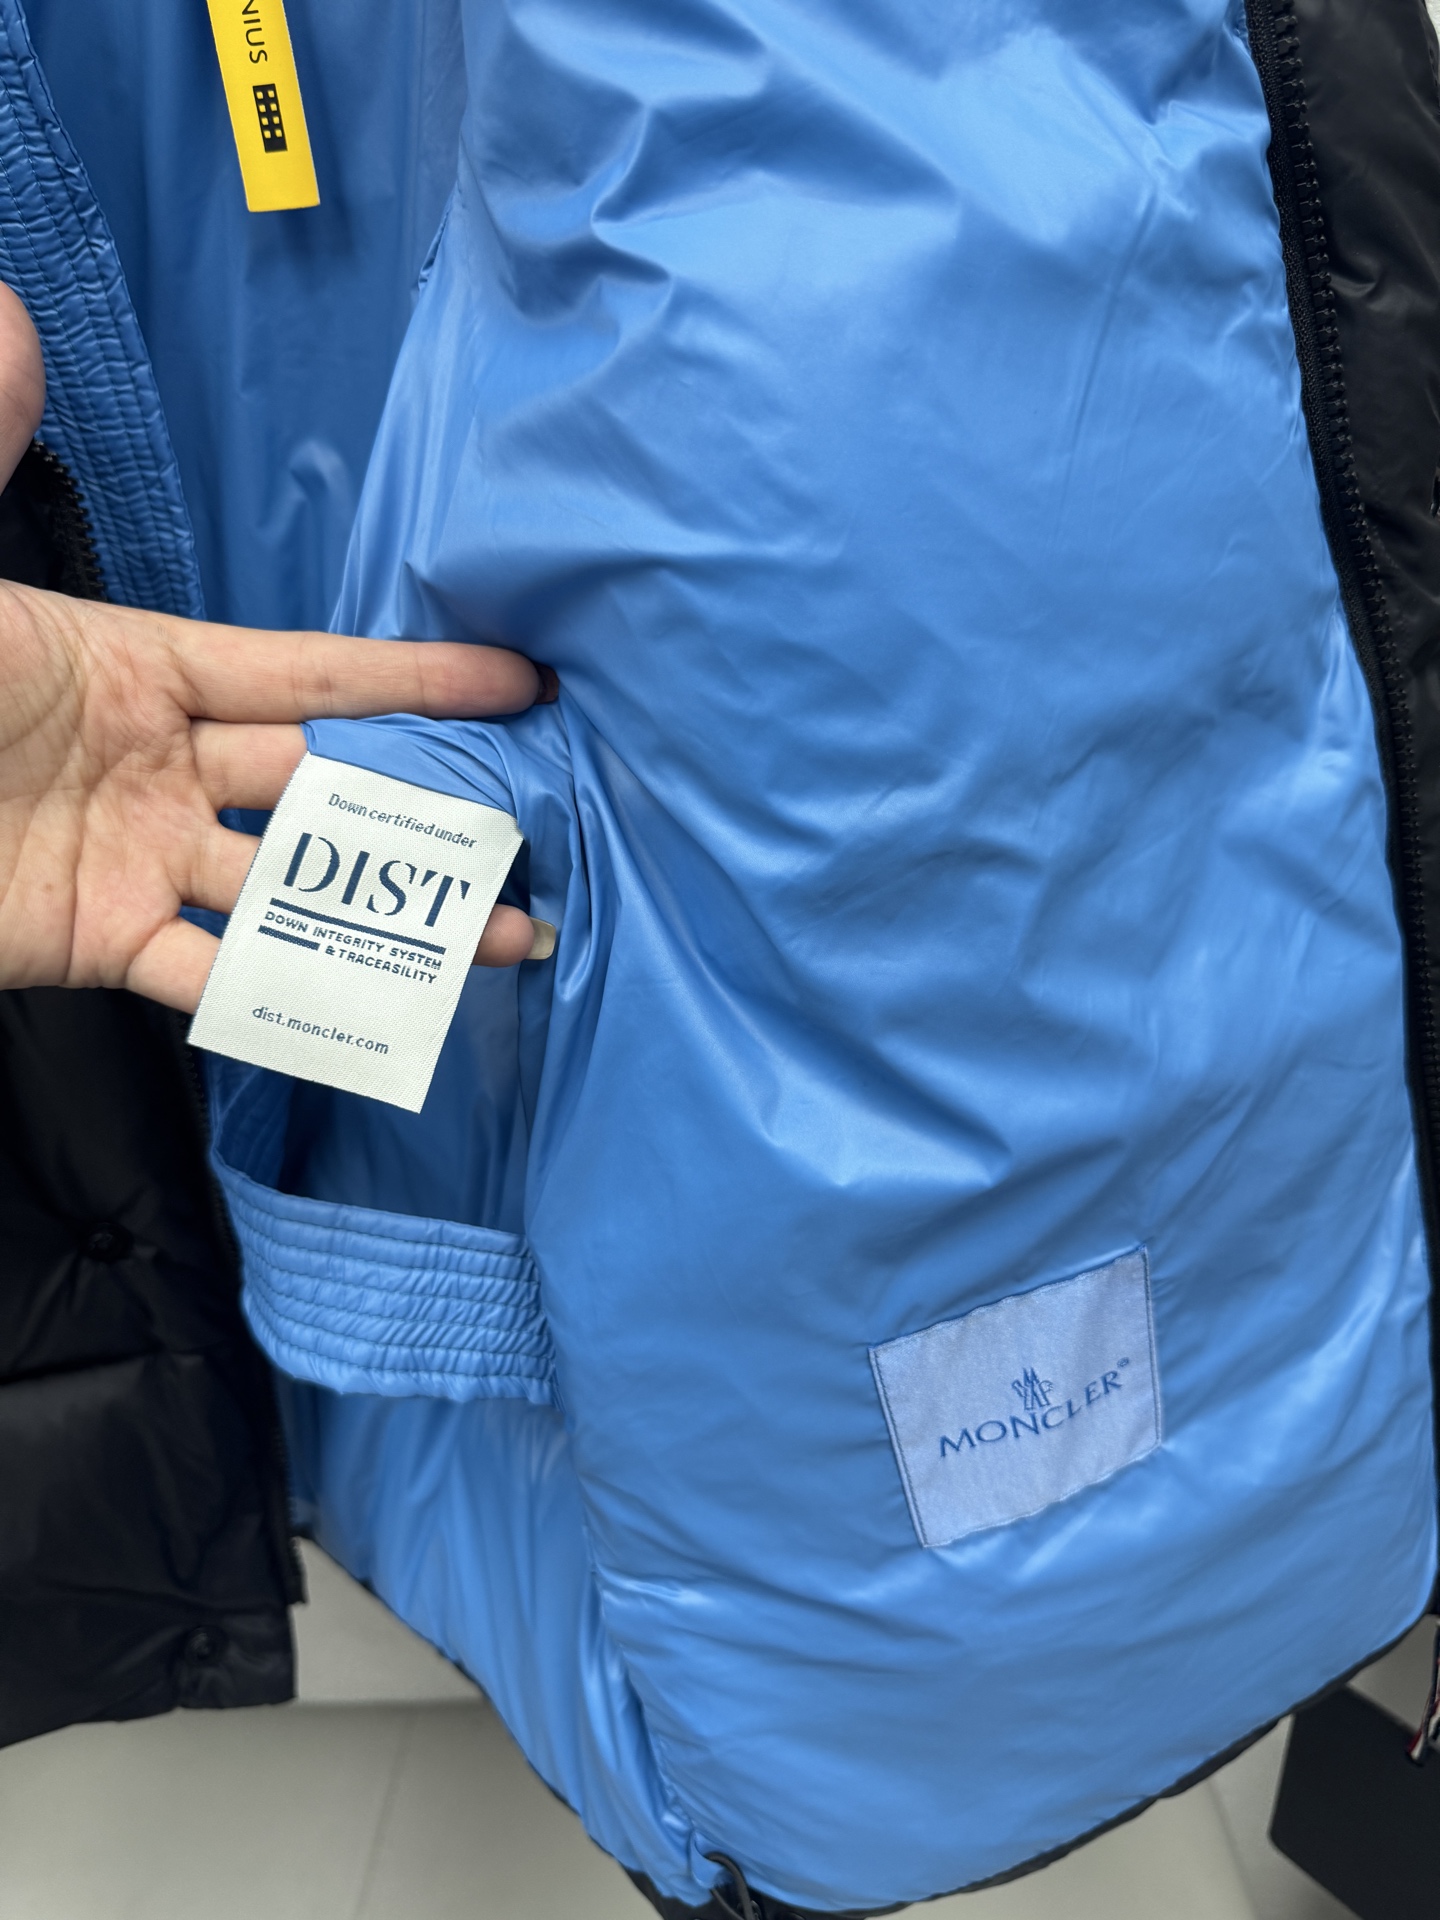 NIUS
Down certified under
DIST
DOWN INTEGRITY SYSTEM
& TRACEASILITY
dist.moncler.com
MONCLER®